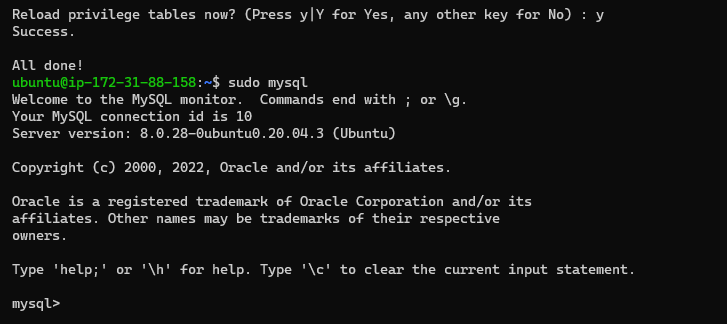 Reload privilege tables now? (Press y|Y for Yes, any other key for No) : y
Success.
All done!
ubuntu@ip-172-31-88-158:~$ sudo mysql
Welcome to the MySQL monitor.  Commands end with ; or \g.
Your MySQL connection id is 10
Server version: 8.0.28-0ubuntu0.20.04.3 (Ubuntu)
Copyright (c) 2000, 2022, Oracle and/or its affiliates.
Oracle is a registered trademark of Oracle Corporation and/or its
affiliates. Other names may be trademarks of their respective
owners.
Type 'help;' or '\h' for help. Type '\c' to clear the current input statement.
mysql>